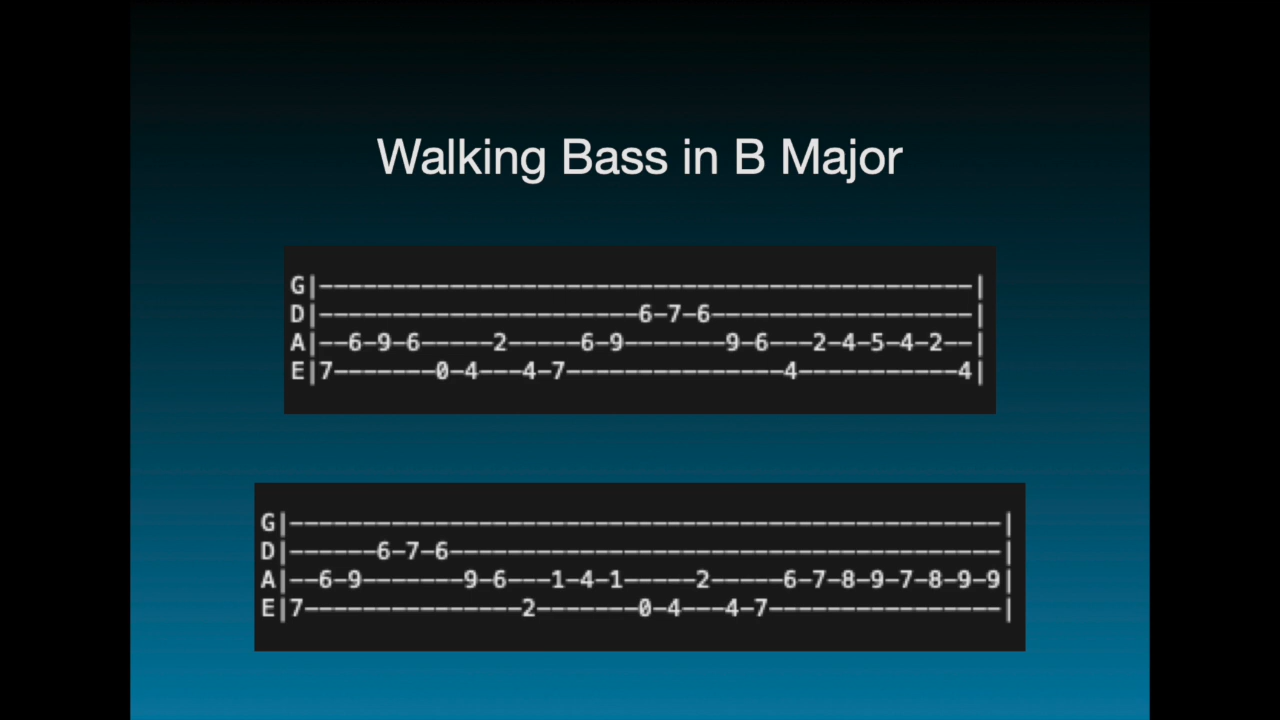 Walking Bass in B Major
G|---------------------------------------------|
D|----------------------6-7-6------------------|
A|--6-9-6-----2-----6-9-------9-6---2-4-5-4-2--|
E|7-------0-4---4-7---------------4-----------4|
G|-------------------------------------------------|
D|------6-7-6--------------------------------------|
A|--6-9-------9-6---1-4-1-----2-----6-7-8-9-7-8-9-9|
E|7---------------2-------0-4---4-7----------------|